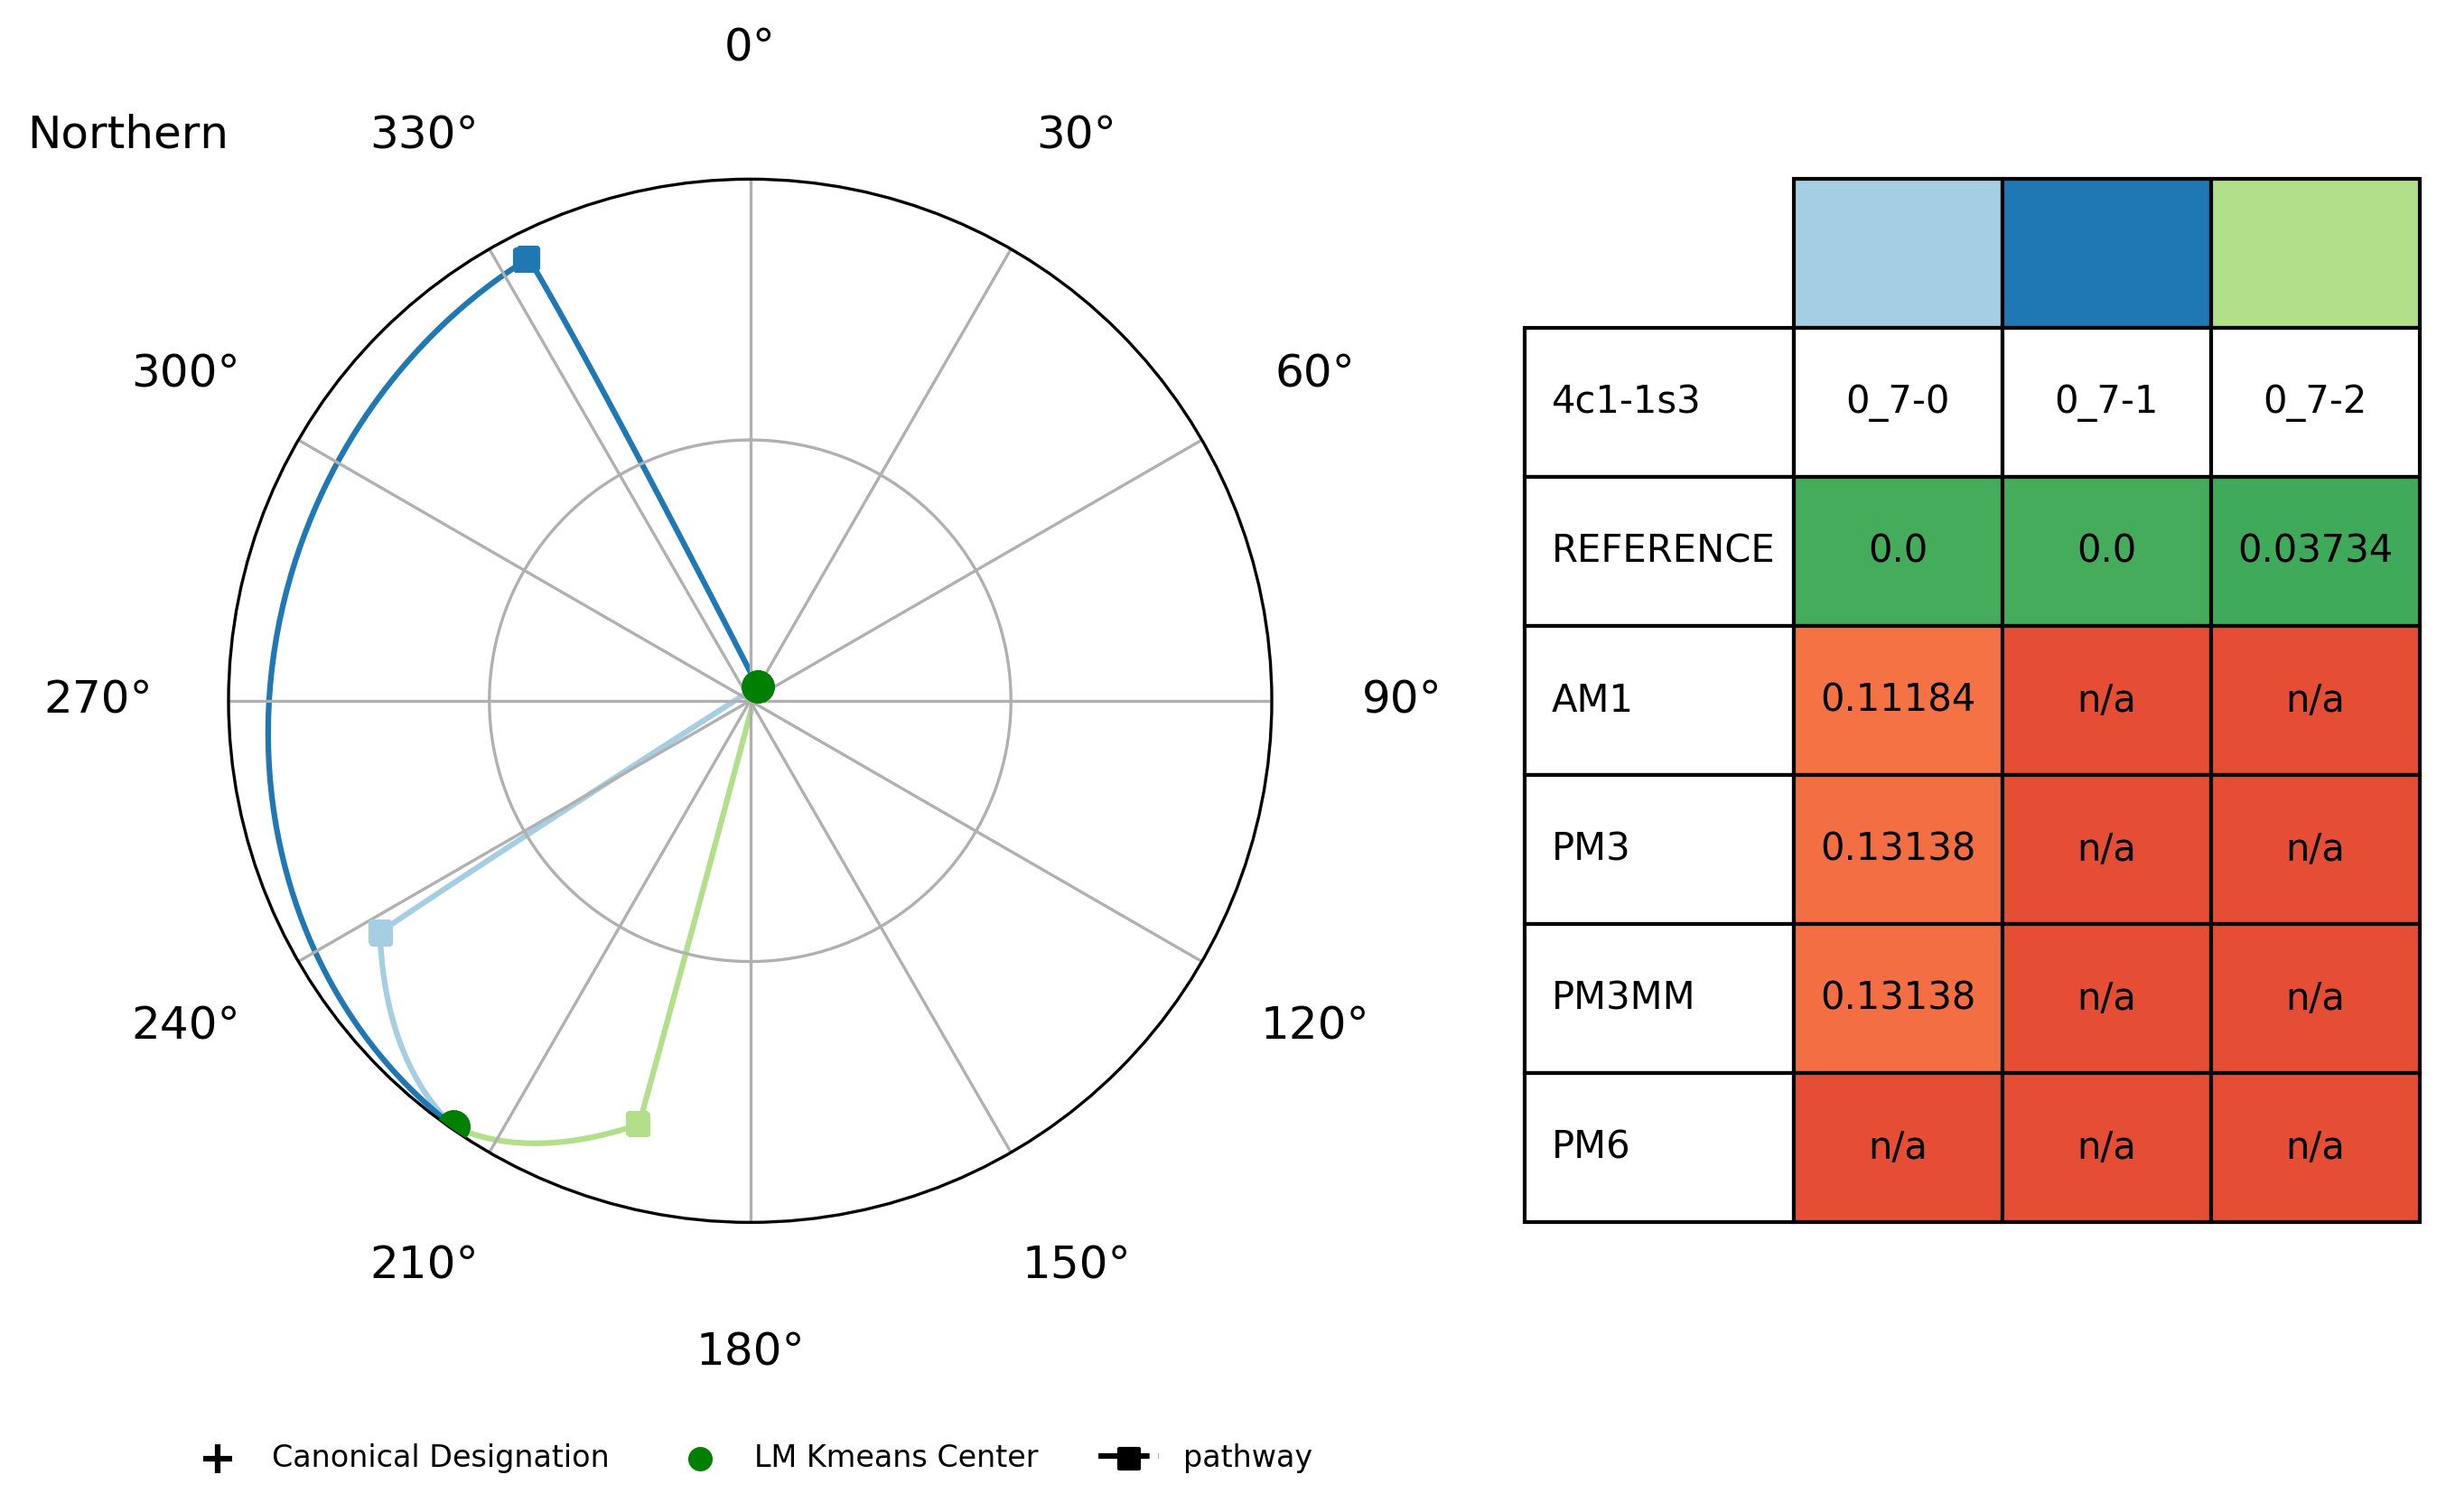 0°
Northern
330°
30°
300°
60°
270°
90°
240°
120°
210°
150°
180°
4c1-1s3 0_7-0 0_7-1 0_7-2
REFERENCE 0.0 0.0 0.03734
AM1 0.11184 n/a n/a
PM3 0.13138 n/a n/a
PM3MM 0.13138 n/a n/a
PM6 n/a n/a n/a
Canonical Designation
LM Kmeans Center
pathway